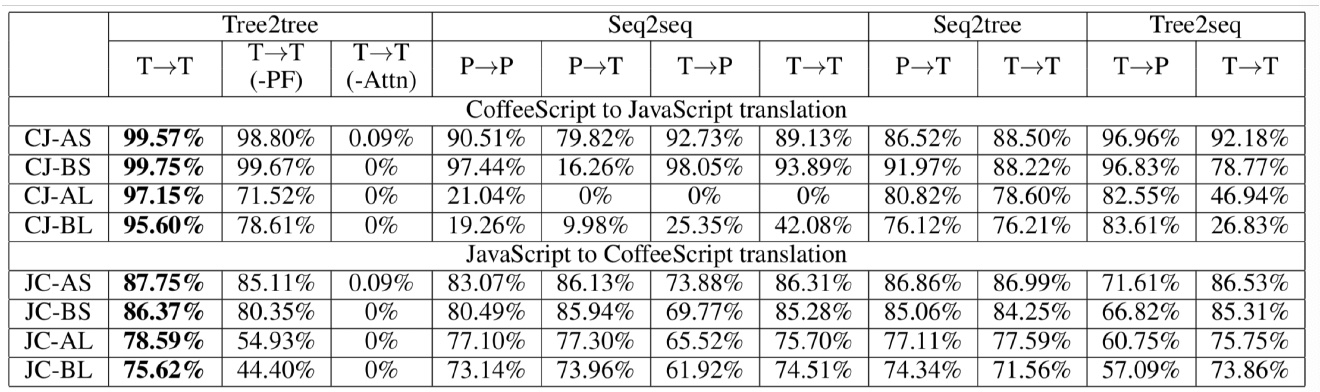 Tree2tree Seq2seq Seq2tree Tree2seq
T→T T→T (-PF) T→T (-Attn) P→P P→T T→P T→T P→T T→T T→P T→T
CoffeeScript to JavaScript translation
CJ-AS 99.57% 98.80% 0.09% 90.51% 79.82% 92.73% 89.13% 86.52% 88.50% 96.96% 92.18%
CJ-BS 99.75% 99.67% 0% 97.44% 16.26% 98.05% 93.89% 91.97% 88.22% 96.83% 78.77%
CJ-AL 97.15% 71.52% 0% 21.04% 0% 0% 0% 80.82% 78.60% 82.55% 46.94%
CJ-BL 95.60% 78.61% 0% 19.26% 9.98% 25.35% 42.08% 76.12% 76.21% 83.61% 26.83%
JavaScript to CoffeeScript translation
JC-AS 87.75% 85.11% 0.09% 83.07% 86.13% 73.88% 86.31% 86.86% 86.99% 71.61% 86.53%
JC-BS 86.37% 80.35% 0% 80.49% 85.94% 69.77% 85.28% 85.06% 84.25% 66.82% 85.31%
JC-AL 78.59% 54.93% 0% 77.10% 77.30% 65.52% 75.70% 77.11% 77.59% 60.75% 75.75%
JC-BL 75.62% 44.40% 0% 73.14% 73.96% 61.92% 74.51% 74.34% 71.56% 57.09% 73.86%